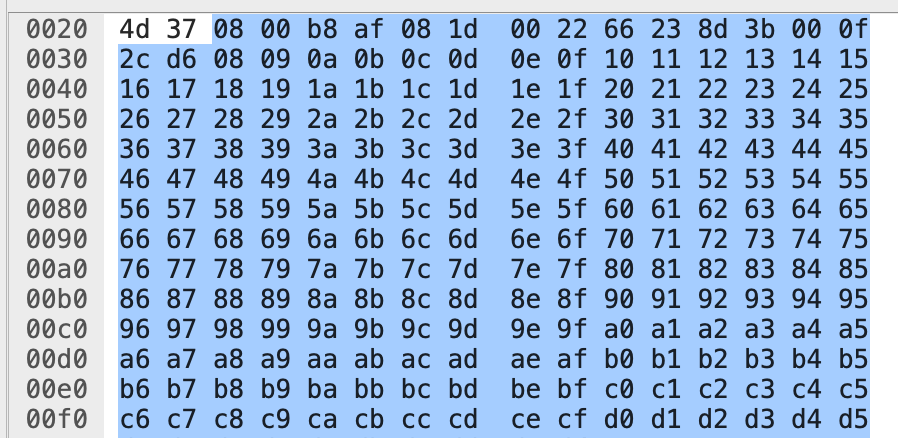 0020 4d 37 08 00 b8 af 08 1d 00 22 66 23 8d 3b 00 0f
0030 2c d6 08 09 0a 0b 0c 0d 0e 0f 10 11 12 13 14 15
0040 16 17 18 19 1a 1b 1c 1d 1e 1f 20 21 22 23 24 25
0050 26 27 28 29 2a 2b 2c 2d 2e 2f 30 31 32 33 34 35
0060 36 37 38 39 3a 3b 3c 3d 3e 3f 40 41 42 43 44 45
0070 46 47 48 49 4a 4b 4c 4d 4e 4f 50 51 52 53 54 55
0080 56 57 58 59 5a 5b 5c 5d 5e 5f 60 61 62 63 64 65
0090 66 67 68 69 6a 6b 6c 6d 6e 6f 70 71 72 73 74 75
00a0 76 77 78 79 7a 7b 7c 7d 7e 7f 80 81 82 83 84 85
00b0 86 87 88 89 8a 8b 8c 8d 8e 8f 90 91 92 93 94 95
00c0 96 97 98 99 9a 9b 9c 9d 9e 9f a0 a1 a2 a3 a4 a5
00d0 a6 a7 a8 a9 aa ab ac ad ae af b0 b1 b2 b3 b4 b5
00e0 b6 b7 b8 b9 ba bb bc bd be bf c0 c1 c2 c3 c4 c5
00f0 c6 c7 c8 c9 ca cb cc cd ce cf d0 d1 d2 d3 d4 d5